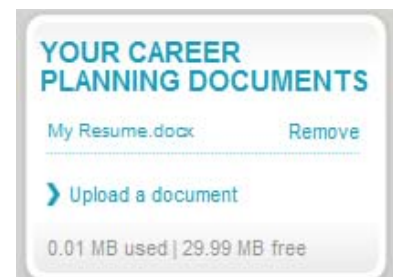 YOUR CAREER
PLANNING DOCUMENTS
My Resume.docx Remove
❯ Upload a document
0.01 MB used | 29.99 MB free